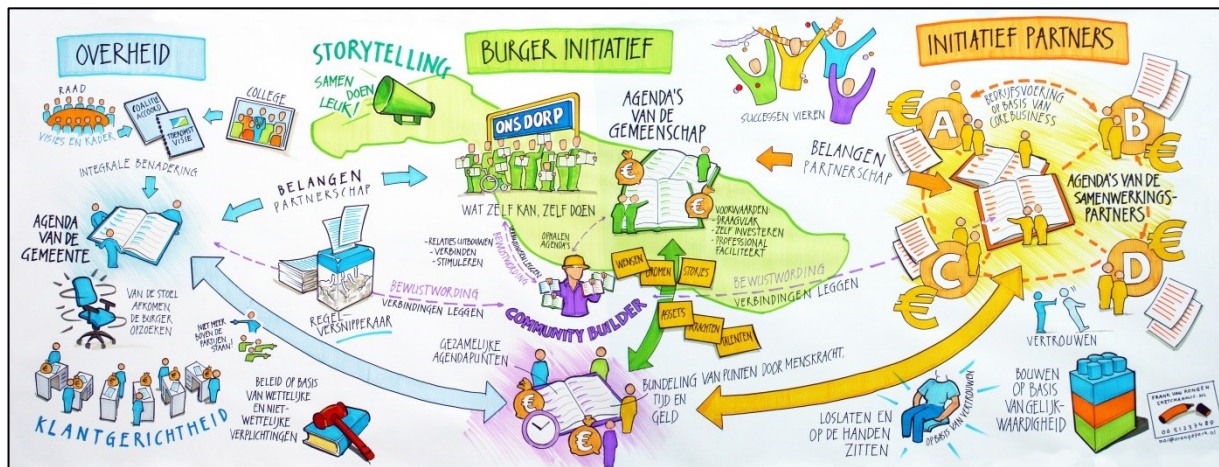 OVERHEID
RAAD
VISIES EN KADER
COALITIE
ACCOORD
TOEKOMST
VISIE
COLLEGE
INTEGRALE BENADERING
AGENDA
VAN DE
GEMEENTE
VAN DE STOEL
AFKOMEN,
DE BURGER
OPZOEKEN
NIET MEER
BOVEN DE
PARTIJEN
STAAN!
KLANTGERICHTHEID
BELEID OP BASIS
VAN WETTELIJKE
EN NIET-
WETTELIJKE
VERPLICHTINGEN
STORYTELLING
SAMEN
DOEN
LEUK!
BELANGEN
PARTNERSCHAP
REGEL-
VERSNIPPERAAR
BEWUSTWORDING
VERBINDINGEN LEGGEN
BURGER INITIATIEF
ONS DORP
WAT ZELF KAN, ZELF DOEN
- RELATIES UITBOUWEN
- VERBINDEN
- STIMULEREN
VERBINDINGEN LEGGEN
BEWUSTWORDING
OPHALEN
AGENDA'S
COMMUNITY BUILDER
AGENDA'S
VAN DE
GEMEENSCHAP
VOORWAARDEN:
- DRAAGVLAK
- ZELF INVESTEREN
- PROFESSIONAL
FACILITEERT
WENSEN
DROMEN
STORIES
ASSETS
KRACHTEN
TALENTEN
GEZAMELIJKE
AGENDAPUNTEN
BUNDELING VAN PUNTEN DOOR MENSKRACHT,
TIJD EN
GELD
SUCCESSEN VIEREN
BELANGEN
PARTNERSCHAP
BEWUSTWORDING
VERBINDINGEN LEGGEN
INITIATIEF PARTNERS
BEDRIJFSVOERING
OP BASIS VAN
CORE BUSINESS
A
B
C
D
AGENDA'S VAN DE
SAMENWERKINGS-
PARTNERS
VERTROUWEN
LOSLATEN EN
OP DE HANDEN
ZITTEN
OP BASIS VAN VERTROUWEN
BOUWEN
OP BASIS
VAN GELIJK-
WAARDIGHEID